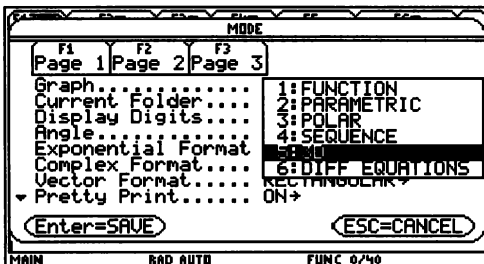 MODE
F1 F2 F3
Page 1 Page 2 Page 3
Graph.............
Current Folder....
Display Digits....
Angle.............
Exponential Format
Complex Format....
Vector Format..... RECTANGULAR→
Pretty Print...... ON→
1:FUNCTION
2:PARAMETRIC
3:POLAR
4:SEQUENCE
5:3D
6:DIFF EQUATIONS
Enter=SAVE ESC=CANCEL
MAIN RAD AUTO FUNC 0/40